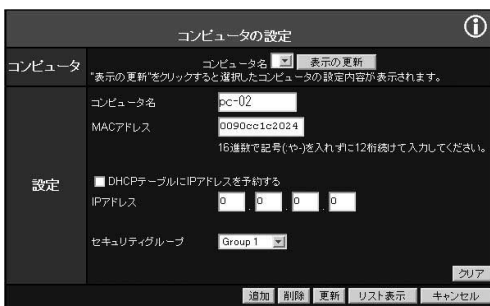 コンピュータの設定
コンピュータ
コンピュータ名 表示の更新
"表示の更新"をクリックすると選択したコンピュータの設定内容が表示されます。
設定
コンピュータ名 pc-02
MACアドレス 0090cc1c2024
16進数で記号(:や-)を入れずに12桁続けて入力してください。
DHCPテーブルにIPアドレスを予約する
IPアドレス 0 . 0 . 0 . 0
セキュリティグループ Group 1
クリア
追加 削除 更新 リスト表示 キャンセル